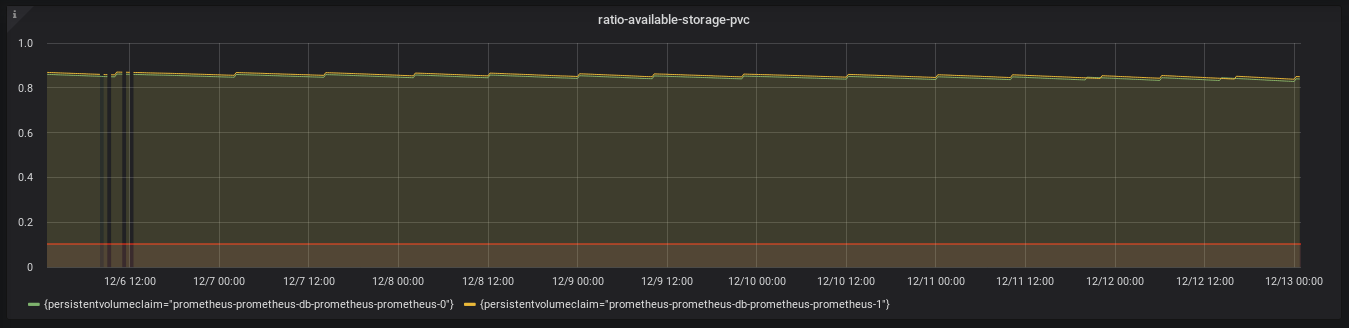 i
ratio-available-storage-pvc
1.0
0.8
0.6
0.4
0.2
0
12/6 12:00 12/7 00:00 12/7 12:00 12/8 00:00 12/8 12:00 12/9 00:00 12/9 12:00 12/10 00:00 12/10 12:00 12/11 00:00 12/11 12:00 12/12 00:00 12/12 12:00 12/13 00:00
{persistentvolumeclaim="prometheus-prometheus-db-prometheus-prometheus-0"} {persistentvolumeclaim="prometheus-prometheus-db-prometheus-prometheus-1"}